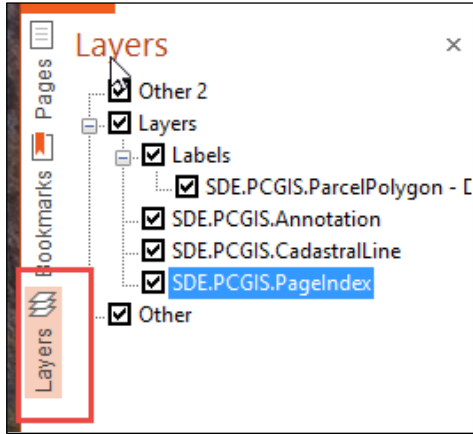 Pages
Bookmarks
Layers
Layers
Other 2
Layers
Labels
SDE.PCGIS.ParcelPolygon -
SDE.PCGIS.Annotation
SDE.PCGIS.CadastralLine
SDE.PCGIS.PageIndex
Other